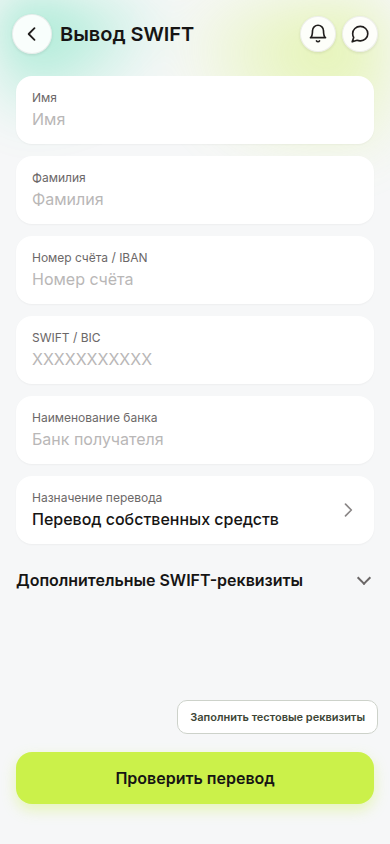 Вывод SWIFT
Имя
Имя
Фамилия
Фамилия
Номер счёта / IBAN
Номер счёта
SWIFT / BIC
XXXXXXXXXXX
Наименование банка
Банк получателя
Назначение перевода
Перевод собственных средств
Дополнительные SWIFT-реквизиты
Заполнить тестовые реквизиты
Проверить перевод